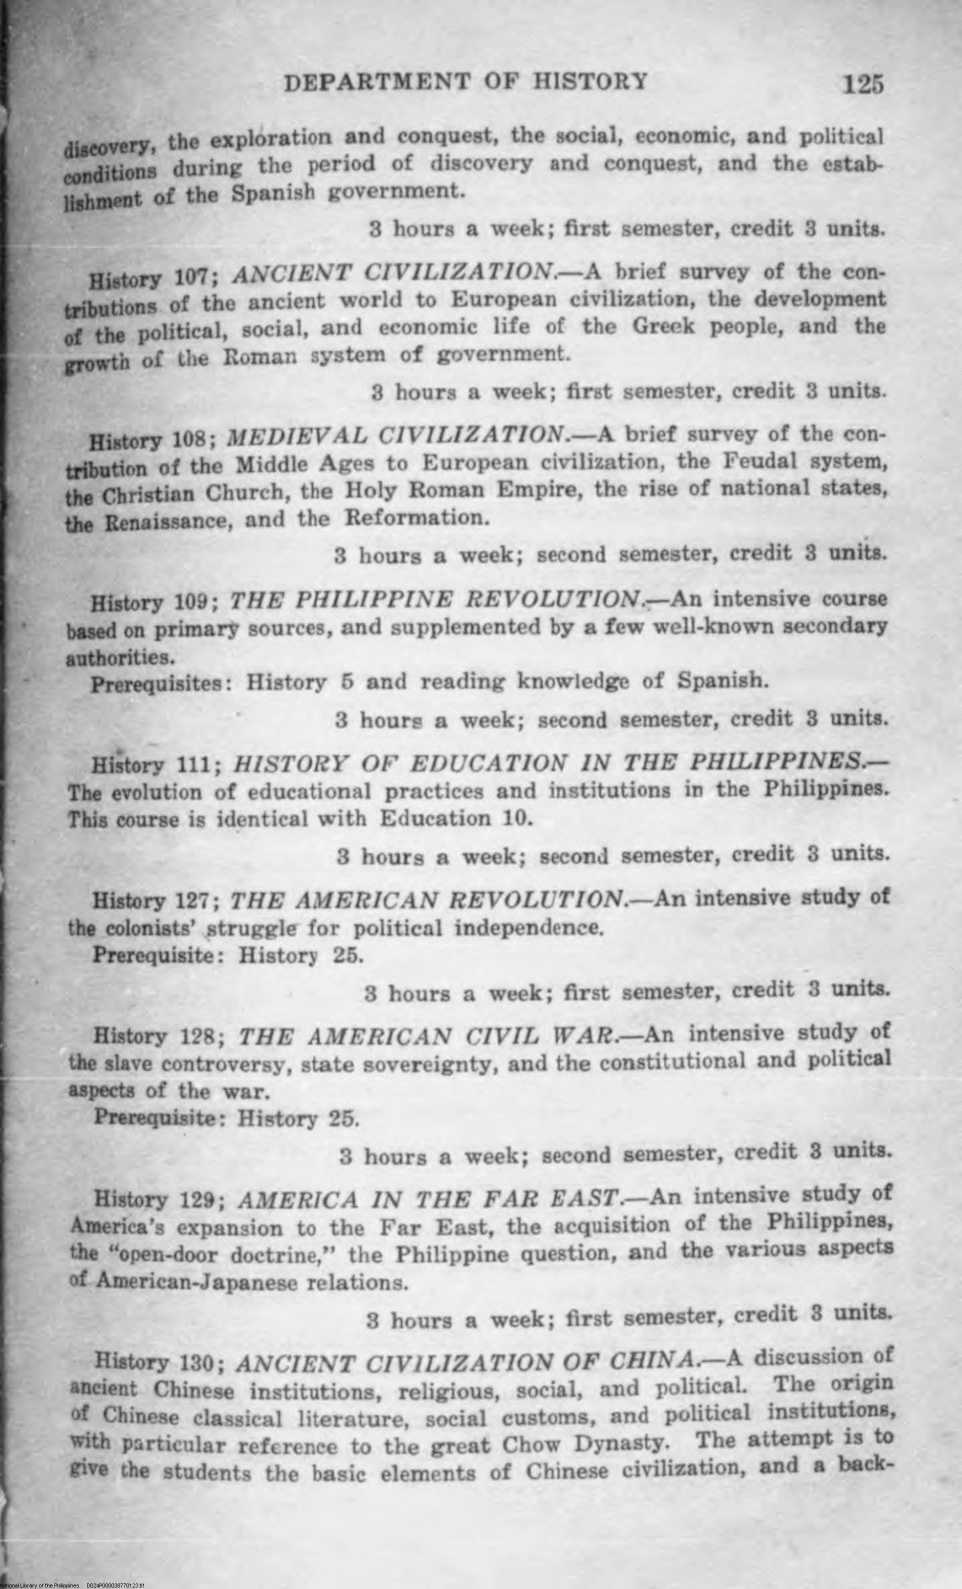 DEPARTMENT OF HISTORY 125
discovery, the exploration and conquest, the social, economic, and political
conditions during the period of discovery and conquest, and the estab-
lishment of the Spanish government.
3 hours a week; first semester, credit 3 units.
History 107; ANCIENT CIVILIZATION.—A brief survey of the con-
tributions of the ancient world to European civilization, the development
of the political, social, and economic life of the Greek people, and the
growth of the Roman system of government.
3 hours a week; first semester, credit 3 units.
History 108; MEDIEVAL CIVILIZATION.—A brief survey of the con-
tribution of the Middle Ages to European civilization, the Feudal system,
the Christian Church, the Holy Roman Empire, the rise of national states,
the Renaissance, and the Reformation.
3 hours a week; second semester, credit 3 units.
History 109; THE PHILIPPINE REVOLUTION.—An intensive course
based on primary sources, and supplemented by a few well-known secondary
authorities.
Prerequisites: History 5 and reading knowledge of Spanish.
3 hours a week; second semester, credit 3 units.
History 111; HISTORY OF EDUCATION IN THE PHILIPPINES.—
The evolution of educational practices and institutions in the Philippines.
This course is identical with Education 10.
3 hours a week; second semester, credit 3 units.
History 127; THE AMERICAN REVOLUTION.—An intensive study of
the colonists' struggle for political independence.
Prerequisite: History 25.
3 hours a week; first semester, credit 3 units.
History 128; THE AMERICAN CIVIL WAR.—An intensive study of
the slave controversy, state sovereignty, and the constitutional and political
aspects of the war.
Prerequisite: History 25.
3 hours a week; second semester, credit 3 units.
History 129; AMERICA IN THE FAR EAST.—An intensive study of
America's expansion to the Far East, the acquisition of the Philippines,
the "open-door doctrine," the Philippine question, and the various aspects
of American-Japanese relations.
3 hours a week; first semester, credit 3 units.
History 130; ANCIENT CIVILIZATION OF CHINA.—A discussion of
ancient Chinese institutions, religious, social, and political. The origin
of Chinese classical literature, social customs, and political institutions,
with particular reference to the great Chow Dynasty. The attempt is to
give the students the basic elements of Chinese civilization, and a back-
Library of the Philippines